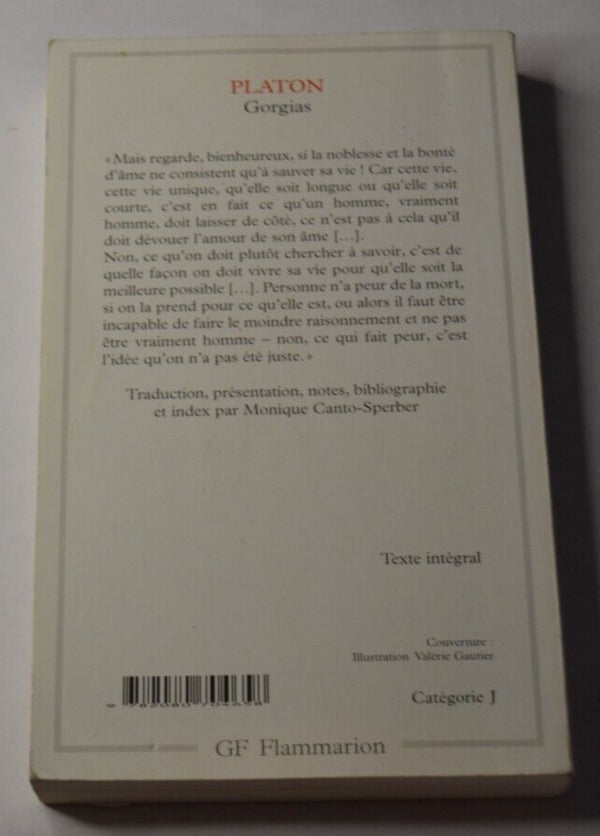 PLATON
Gorgias
« Mais regarde, bienheureux, si la noblesse et la bonté
d'âme ne consistent qu'à sauver sa vie ! Car cette vie,
cette vie unique, qu'elle soit longue ou qu'elle soit
courte, c'est en fait ce qu'un homme, vraiment
homme, doit laisser de côté, ce n'est pas à cela qu'il
doit dévouer l'amour de son âme [...].
Non, ce qu'on doit plutôt chercher à savoir, c'est de
quelle façon on doit vivre sa vie pour qu'elle soit la
meilleure possible [...]. Personne n'a peur de la mort,
si on la prend pour ce qu'elle est, ou alors il faut être
incapable de faire le moindre raisonnement et ne pas
être vraiment homme – non, ce qui fait peur, c'est
l'idée qu'on n'a pas été juste. »
Traduction, présentation, notes, bibliographie
et index par Monique Canto-Sperber
Texte intégral
Couverture :
Illustration Valérie Gautier
9 782080 704658
Catégorie J
GF Flammarion